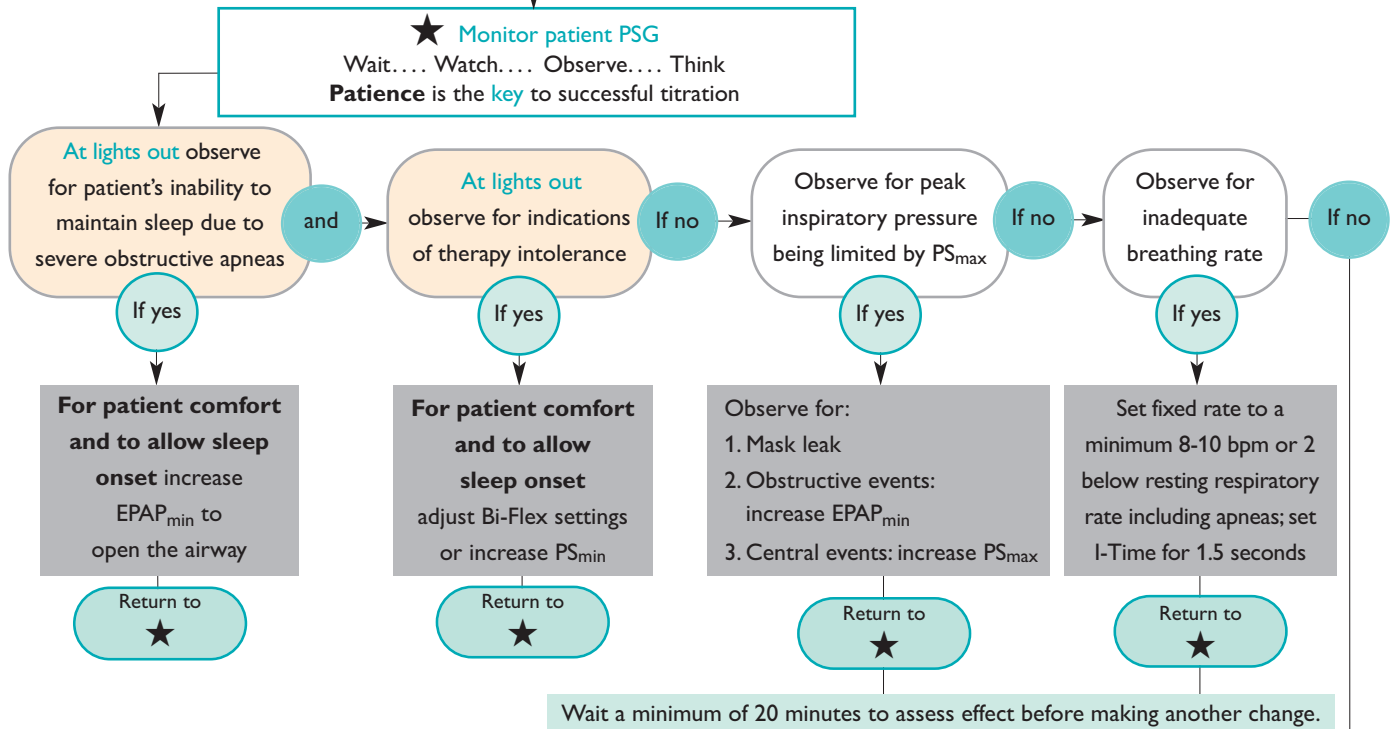 ★ Monitor patient PSG
Wait.... Watch.... Observe.... Think
Patience is the key to successful titration
At lights out observe
for patient's inability to
maintain sleep due to
severe obstructive apneas
and
At lights out
observe for indications
of therapy intolerance
If no
Observe for peak
inspiratory pressure
being limited by PSmax
If no
Observe for
inadequate
breathing rate
If no
If yes
If yes
If yes
If yes
For patient comfort
and to allow sleep
onset increase
EPAPmin to
open the airway
For patient comfort
and to allow
sleep onset
adjust Bi-Flex settings
or increase PSmin
Observe for:
1. Mask leak
2. Obstructive events:
increase EPAPmin
3. Central events: increase PSmax
Set fixed rate to a
minimum 8-10 bpm or 2
below resting respiratory
rate including apneas; set
I-Time for 1.5 seconds
Return to
★
Return to
★
Return to
★
Return to
★
Wait a minimum of 20 minutes to assess effect before making another change.